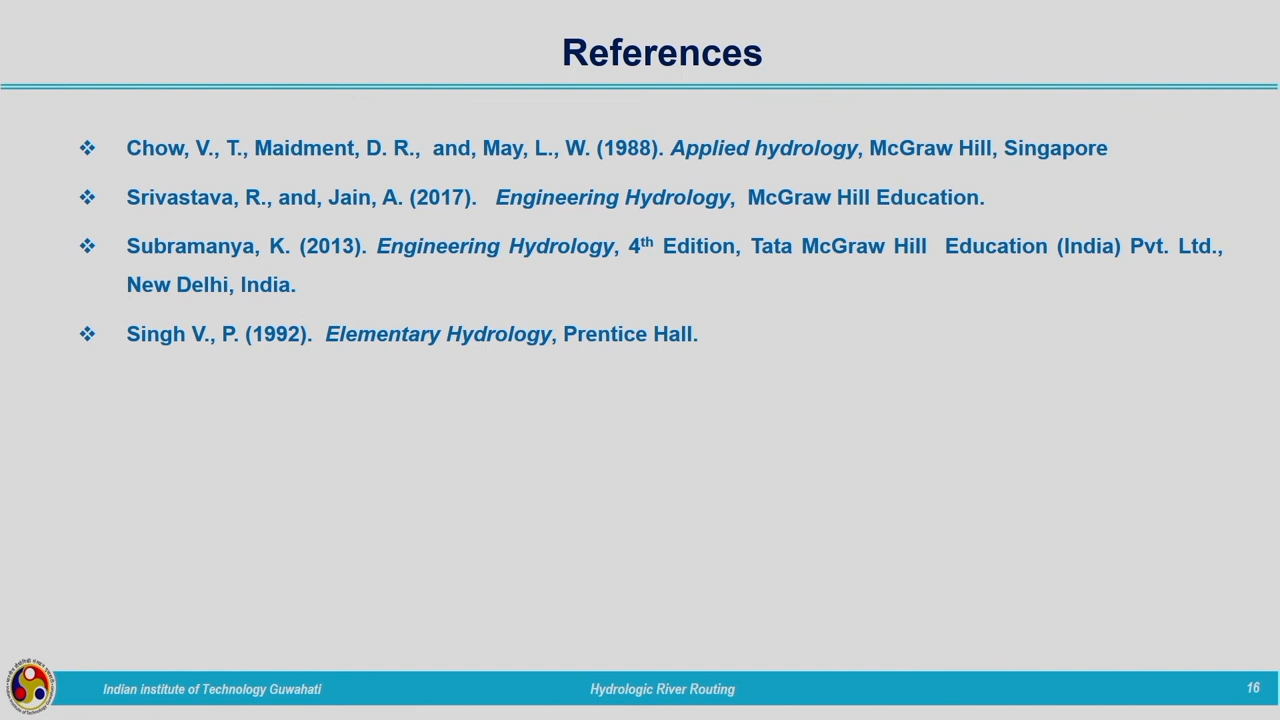 References
❖ Chow, V., T., Maidment, D. R., and, May, L., W. (1988). Applied hydrology, McGraw Hill, Singapore
❖ Srivastava, R., and, Jain, A. (2017). Engineering Hydrology, McGraw Hill Education.
❖ Subramanya, K. (2013). Engineering Hydrology, 4th Edition, Tata McGraw Hill Education (India) Pvt. Ltd.,
New Delhi, India.
❖ Singh V., P. (1992). Elementary Hydrology, Prentice Hall.
Indian institute of Technology Guwahati
Hydrologic River Routing
16